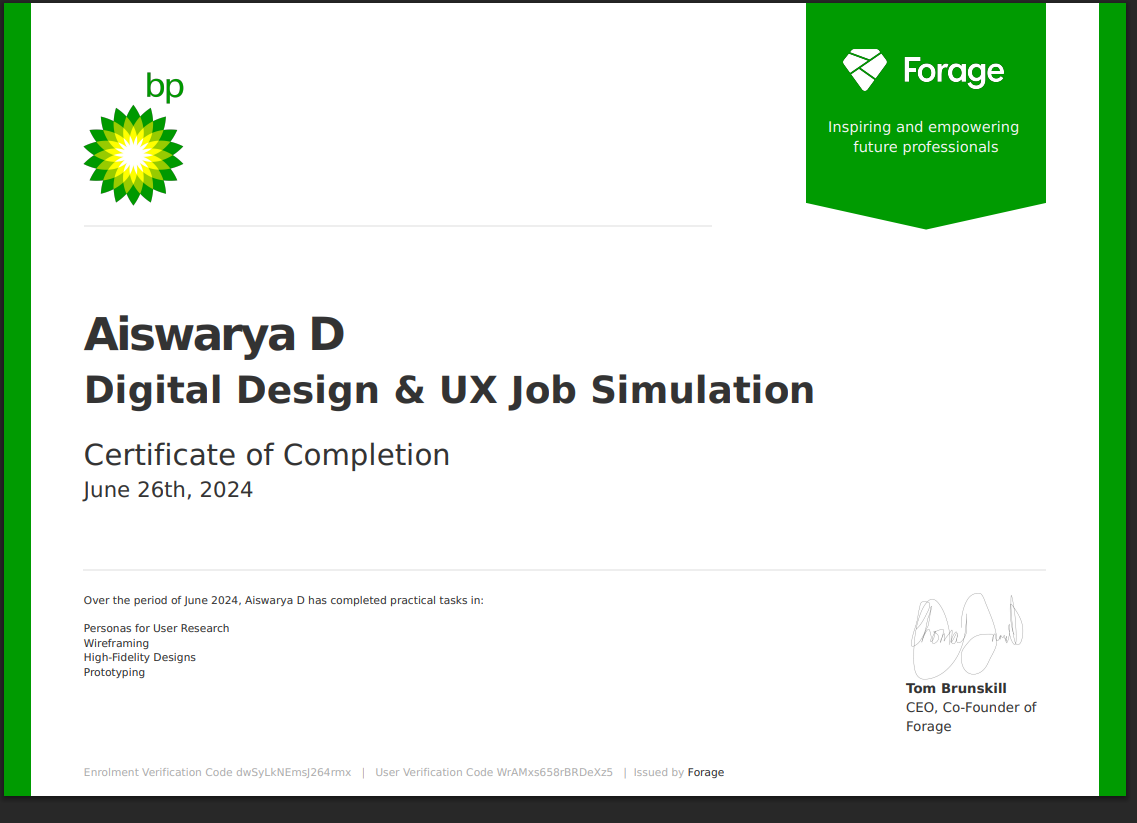 bp
Forage
Inspiring and empowering
future professionals
Aiswarya D
Digital Design & UX Job Simulation
Certificate of Completion
June 26th, 2024
Over the period of June 2024, Aiswarya D has completed practical tasks in:
Personas for User Research
Wireframing
High-Fidelity Designs
Prototyping
Tom Brunskill
CEO, Co-Founder of
Forage
Enrolment Verification Code dwSyLkNEmsJ264rmx | User Verification Code WrAMxs658rBRDeXz5 | Issued by Forage